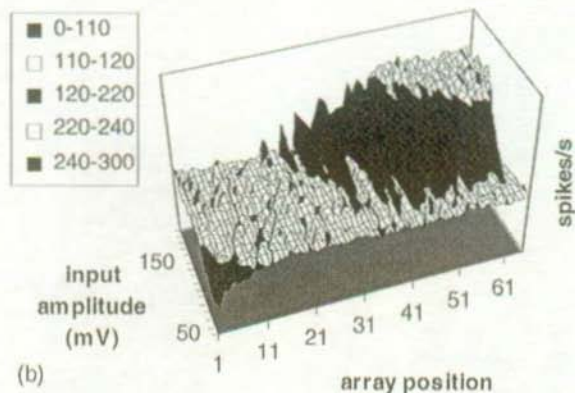 0-110
110-120
120-220
220-240
240-300
spikes/s
150
input
amplitude
(mV)
50
1
11
21
31
41
51
61
(b)
array position